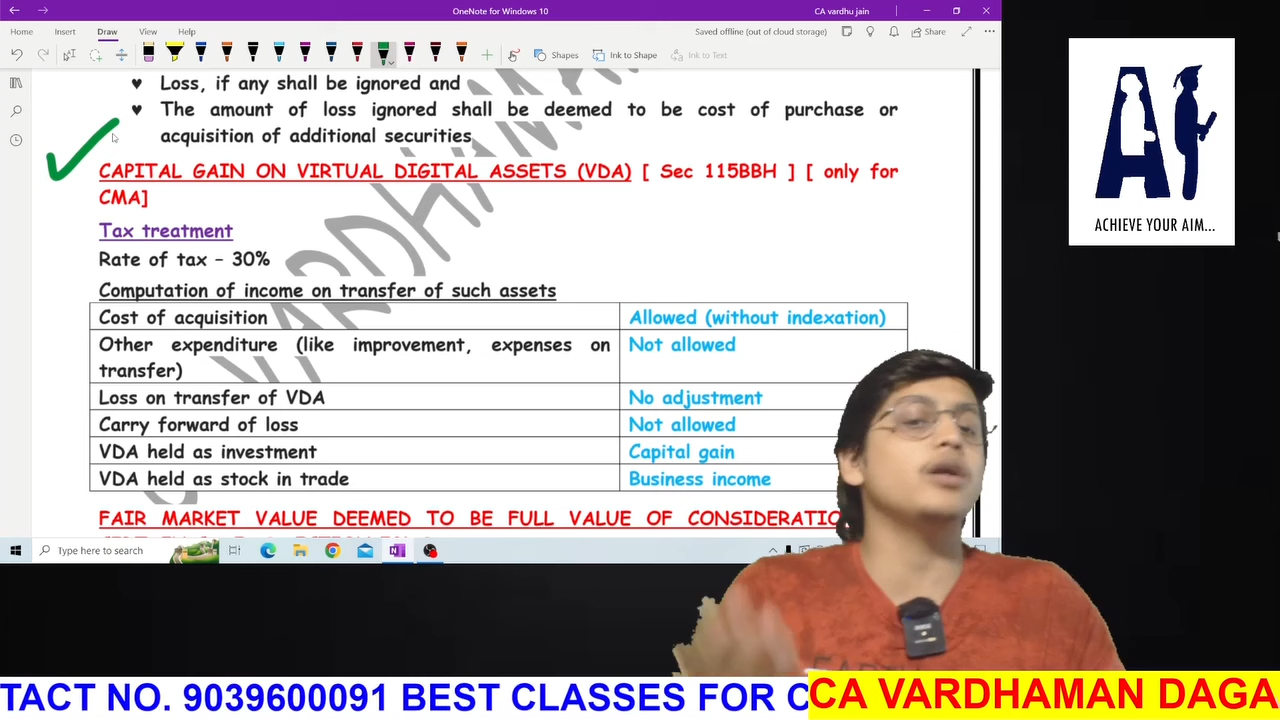 OneNote for Windows 10
CA vardhu jain
Home Insert Draw View Help
Saved offline (out of cloud storage) Share
Shapes Ink to Shape Ink to Text
♥ Loss, if any shall be ignored and
♥ The amount of loss ignored shall be deemed to be cost of purchase or
acquisition of additional securities
CAPITAL GAIN ON VIRTUAL DIGITAL ASSETS (VDA) [ Sec 115BBH ] [ only for
CMA]
Tax treatment
Rate of tax – 30%
Computation of income on transfer of such assets
Cost of acquisition Allowed (without indexation)
Other expenditure (like improvement, expenses on Not allowed
transfer)
Loss on transfer of VDA No adjustment
Carry forward of loss Not allowed
VDA held as investment Capital gain
VDA held as stock in trade Business income
FAIR MARKET VALUE DEEMED TO BE FULL VALUE OF CONSIDERATIO
Type here to search
AI
ACHIEVE YOUR AIM...
TACT NO. 9039600091 BEST CLASSES FOR C
CA VARDHAMAN DAGA